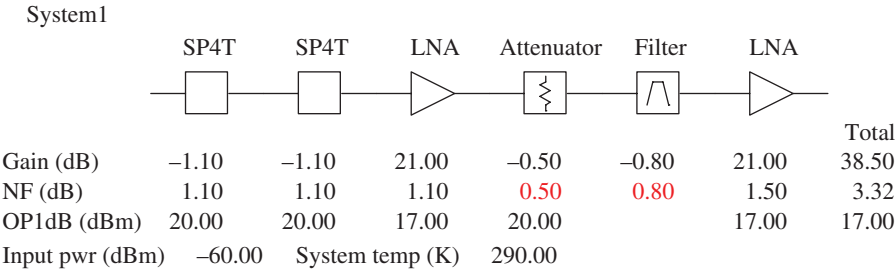 System1
SP4T SP4T LNA Attenuator Filter LNA
Total
Gain (dB) –1.10 –1.10 21.00 –0.50 –0.80 21.00 38.50
NF (dB) 1.10 1.10 1.10 0.50 0.80 1.50 3.32
OP1dB (dBm) 20.00 20.00 17.00 20.00 17.00 17.00
Input pwr (dBm) –60.00 System temp (K) 290.00